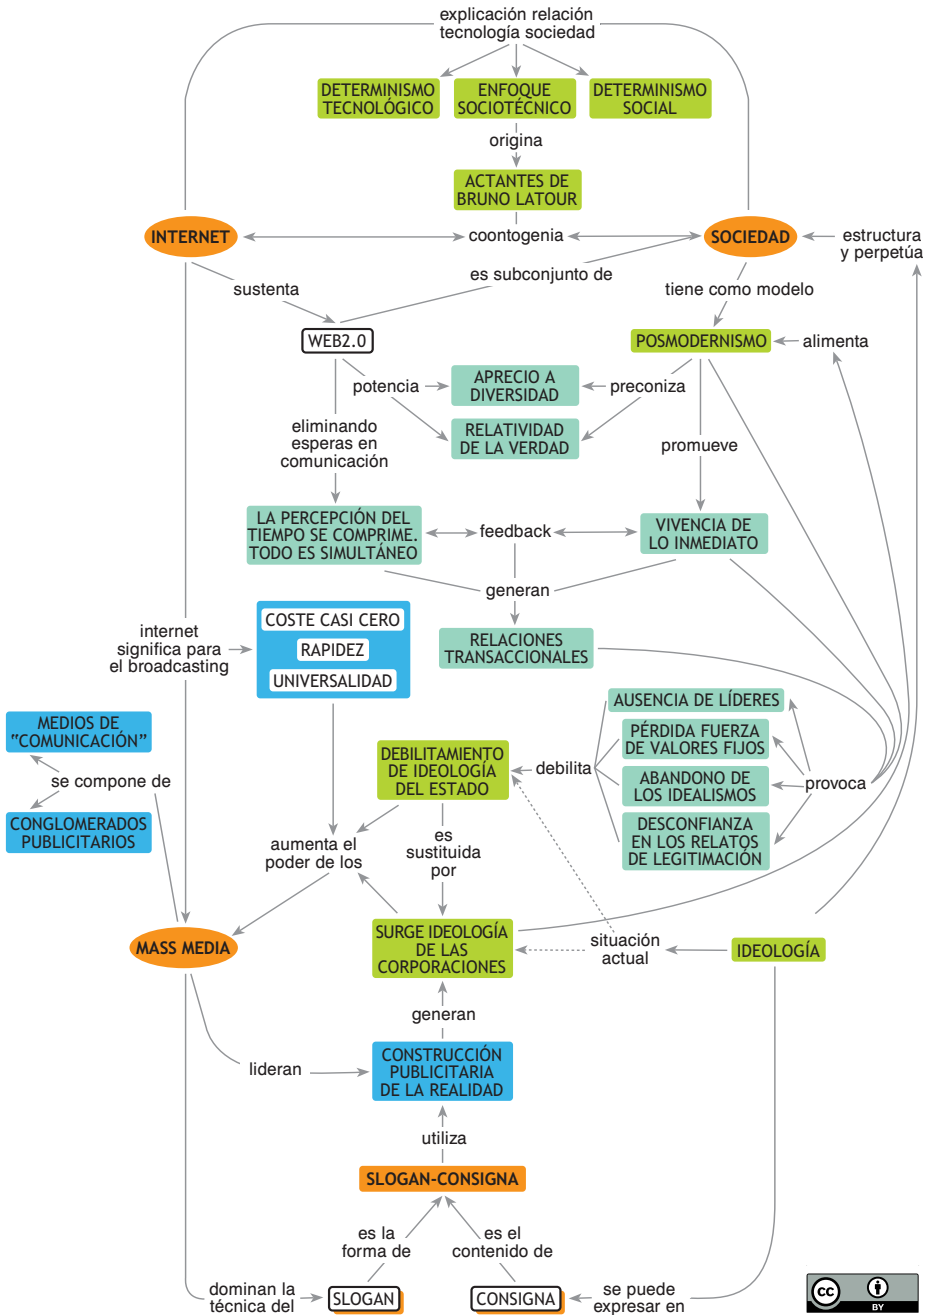 explicación relación
tecnología sociedad
DETERMINISMO
TECNOLÓGICO
ENFOQUE
SOCIOTÉCNICO
DETERMINISMO
SOCIAL
origina
ACTANTES DE
BRUNO LATOUR
INTERNET
coontogenia
SOCIEDAD
estructura
y perpetúa
sustenta
es subconjunto de
tiene como modelo
WEB2.0
POSMODERNISMO
alimenta
potencia
APRECIO A
DIVERSIDAD
preconiza
eliminando
esperas en
comunicación
RELATIVIDAD
DE LA VERDAD
promueve
LA PERCEPCIÓN DEL
TIEMPO SE COMPRIME.
TODO ES SIMULTÁNEO
feedback
VIVENCIA DE
LO INMEDIATO
generan
internet
significa para
el broadcasting
COSTE CASI CERO
RAPIDEZ
UNIVERSALIDAD
RELACIONES
TRANSACCIONALES
MEDIOS DE
"COMUNICACIÓN"
se compone de
CONGLOMERADOS
PUBLICITARIOS
DEBILITAMIENTO
DE IDEOLOGÍA
DEL ESTADO
debilita
AUSENCIA DE LÍDERES
PÉRDIDA FUERZA
DE VALORES FIJOS
ABANDONO DE
LOS IDEALISMOS
DESCONFIANZA
EN LOS RELATOS
DE LEGITIMACIÓN
provoca
aumenta el
poder de los
es
sustituida
por
MASS MEDIA
SURGE IDEOLOGÍA
DE LAS
CORPORACIONES
situación
actual
IDEOLOGÍA
generan
lideran
CONSTRUCCIÓN
PUBLICITARIA
DE LA REALIDAD
utiliza
SLOGAN-CONSIGNA
es la
forma de
es el
contenido de
dominan la
técnica del
SLOGAN
CONSIGNA
se puede
expresar en
cc
BY